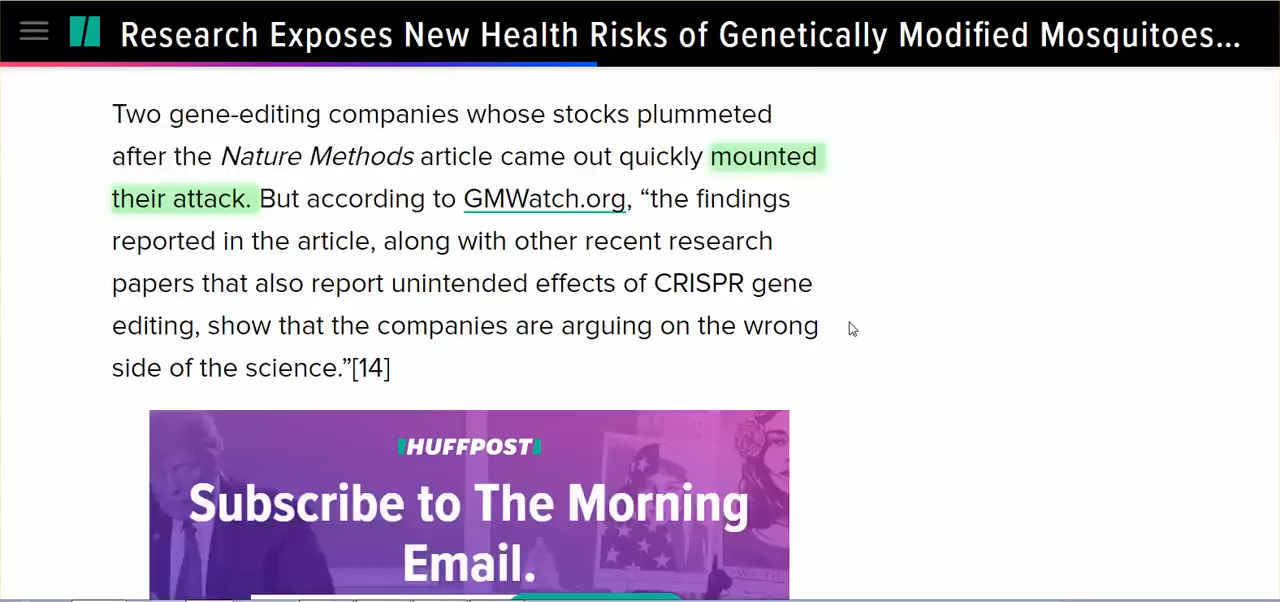 Research Exposes New Health Risks of Genetically Modified Mosquitoes...
Two gene-editing companies whose stocks plummeted
after the Nature Methods article came out quickly mounted
their attack. But according to GMWatch.org, “the findings
reported in the article, along with other recent research
papers that also report unintended effects of CRISPR gene
editing, show that the companies are arguing on the wrong
side of the science.”[14]
HUFFPOST
Subscribe to The Morning
Email.